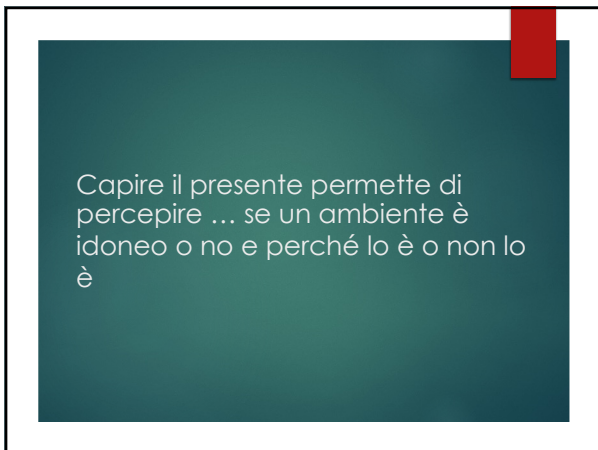 Capire il presente permette di
percepire … se un ambiente è
idoneo o no e perché lo è o non lo
è